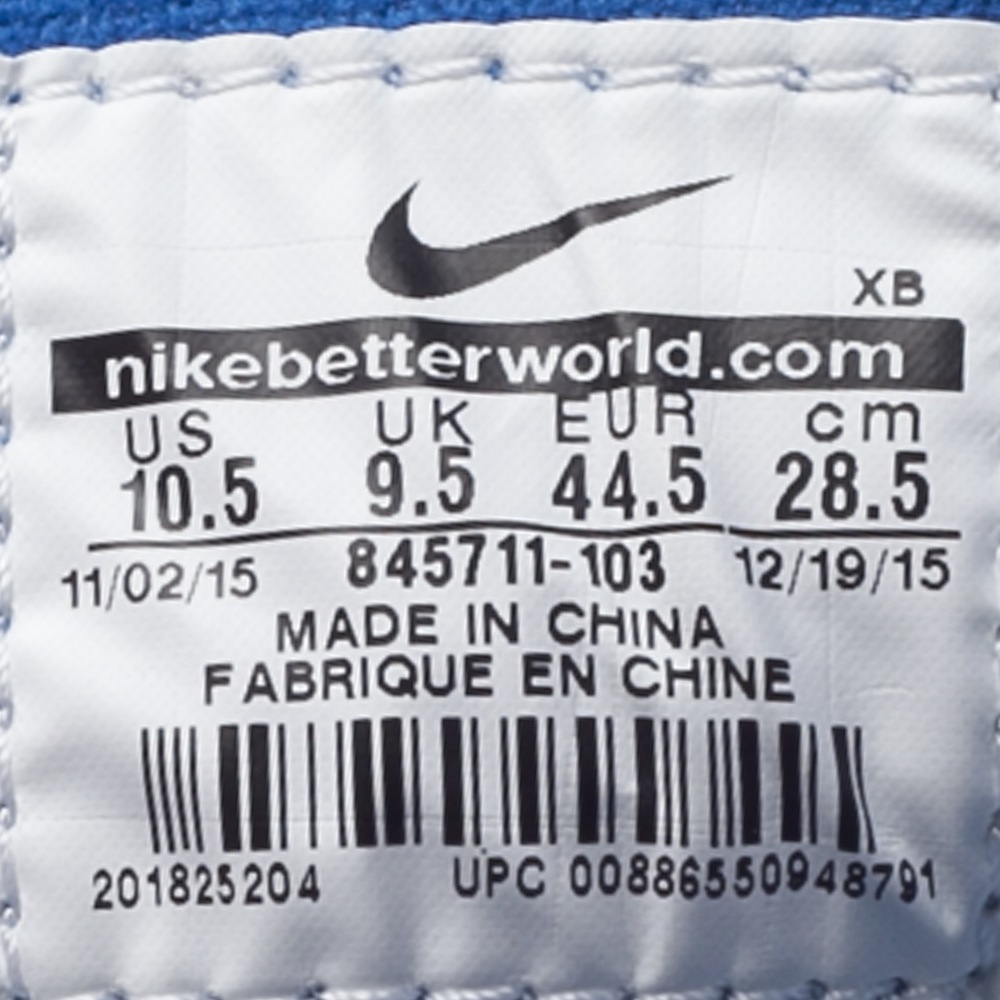 XB
nikebetterworld.com
US UK EUR cm
10.5 9.5 44.5 28.5
11/02/15 845711-103 12/19/15
MADE IN CHINA
FABRIQUE EN CHINE
201825204 UPC 00886550948791